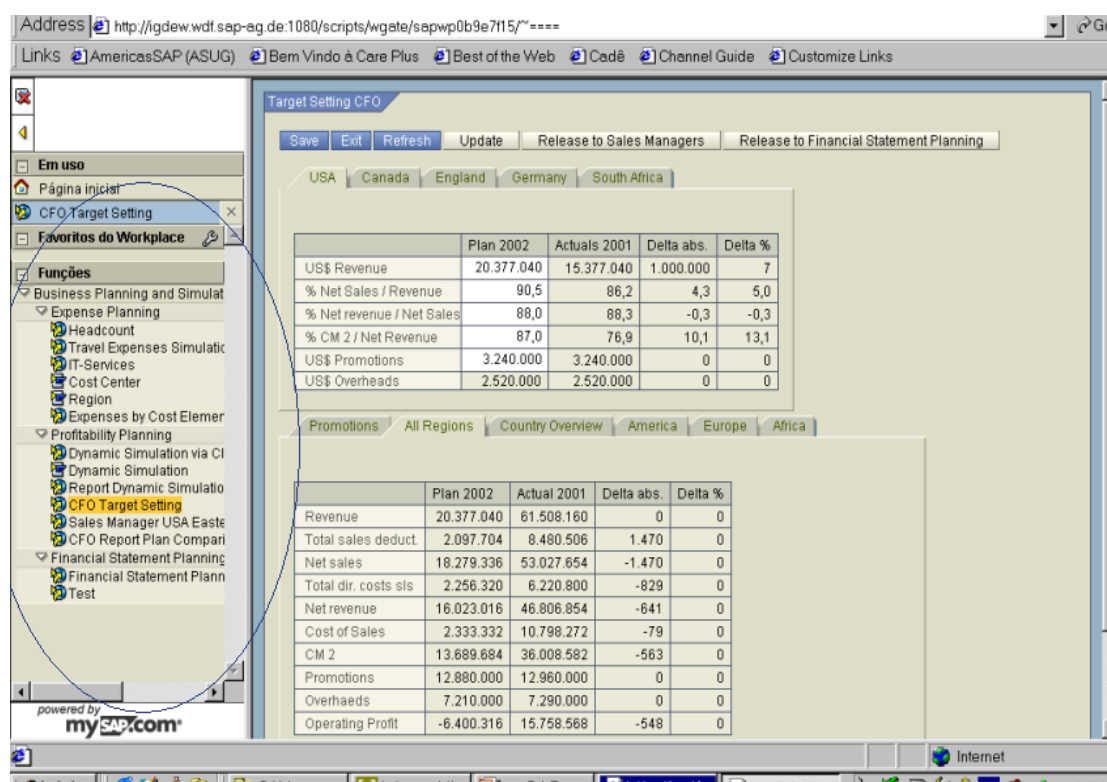 Address http://igdew.wdf.sap-ag.de:1080/scripts/wgate/sapwp0b9e7f15/~====
Links AmericasSAP (ASUG) Bem Vindo à Care Plus Best of the Web Cadê Channel Guide Customize Links
Em uso
Página inicial
CFO Target Setting
Favoritos do Workplace
Funções
Business Planning and Simulat
Expense Planning
Headcount
Travel Expenses Simulatic
IT-Services
Cost Center
Region
Expenses by Cost Elemer
Profitability Planning
Dynamic Simulation via Cl
Dynamic Simulation
Report Dynamic Simulatio
CFO Target Setting
Sales Manager USA Easte
CFO Report Plan Compari
Financial Statement Planning
Financial Statement Plann
Test
powered by
mySAP.com
Target Setting CFO
Save Exit Refresh Update Release to Sales Managers Release to Financial Statement Planning
USA Canada England Germany South Africa
Plan 2002 Actuals 2001 Delta abs. Delta %
US$ Revenue 20.377.040 15.377.040 1.000.000 7
% Net Sales / Revenue 90,5 86,2 4,3 5,0
% Net revenue / Net Sales 88,0 88,3 -0,3 -0,3
% CM 2 / Net Revenue 87,0 76,9 10,1 13,1
US$ Promotions 3.240.000 3.240.000 0 0
US$ Overheads 2.520.000 2.520.000 0 0
Promotions All Regions Country Overview America Europe Africa
Plan 2002 Actual 2001 Delta abs. Delta %
Revenue 20.377.040 61.508.160 0 0
Total sales deduct. 2.097.704 8.480.506 1.470 0
Net sales 18.279.336 53.027.654 -1.470 0
Total dir. costs sls 2.256.320 6.220.800 -829 0
Net revenue 16.023.016 46.806.854 -641 0
Cost of Sales 2.333.332 10.798.272 -79 0
CM 2 13.689.684 36.008.582 -563 0
Promotions 12.880.000 12.960.000 0 0
Overhaeds 7.210.000 7.290.000 0 0
Operating Profit -6.400.316 15.758.568 -548 0
Internet